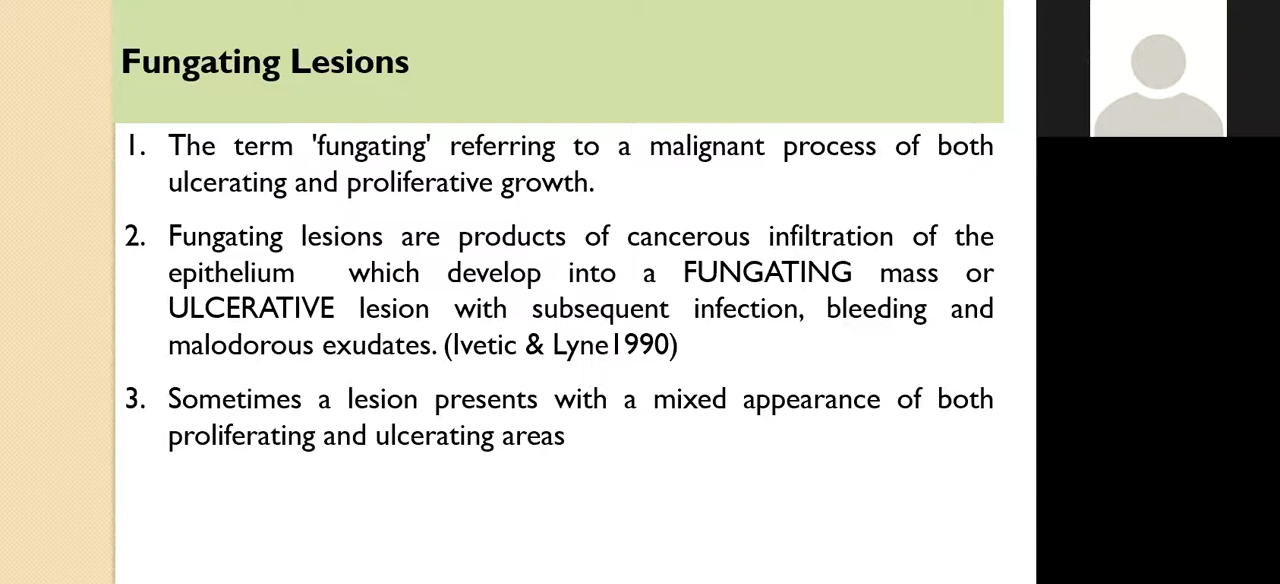 Fungating Lesions
1. The term 'fungating' referring to a malignant process of both
ulcerating and proliferative growth.
2. Fungating lesions are products of cancerous infiltration of the
epithelium which develop into a FUNGATING mass or
ULCERATIVE lesion with subsequent infection, bleeding and
malodorous exudates. (Ivetic & Lyne1990)
3. Sometimes a lesion presents with a mixed appearance of both
proliferating and ulcerating areas